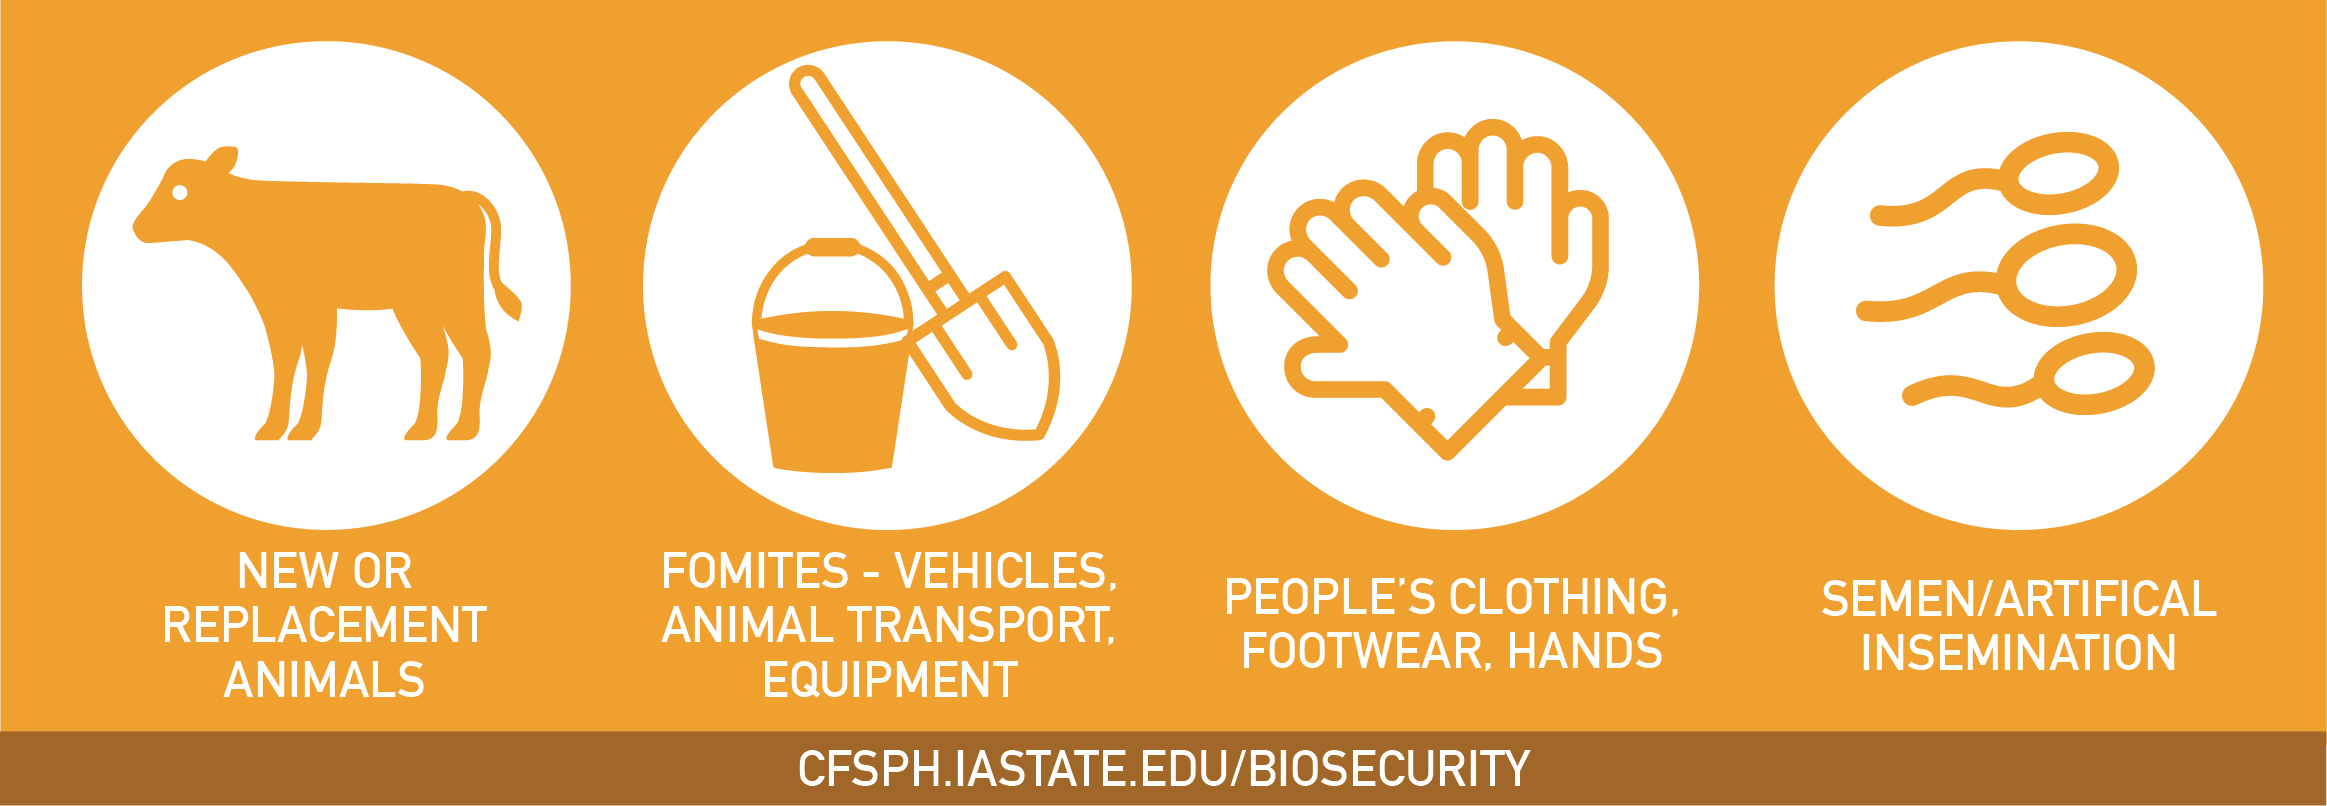 NEW OR
REPLACEMENT
ANIMALS
FOMITES - VEHICLES,
ANIMAL TRANSPORT,
EQUIPMENT
PEOPLE’S CLOTHING,
FOOTWEAR, HANDS
SEMEN/ARTIFICAL
INSEMINATION
CFSPH.IASTATE.EDU/BIOSECURITY